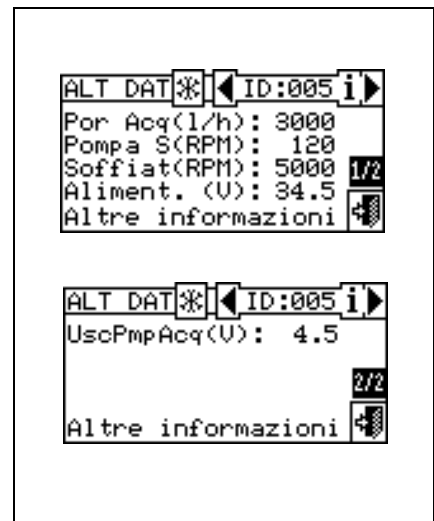 ALT DAT ID:005 i
Por Acq(l/h): 3000
Pompa S(RPM): 120
Soffiat(RPM): 5000 1/2
Aliment. (V): 34.5
Altre informazioni
ALT DAT ID:005 i
UscPmpAcq(V): 4.5
2/2
Altre informazioni